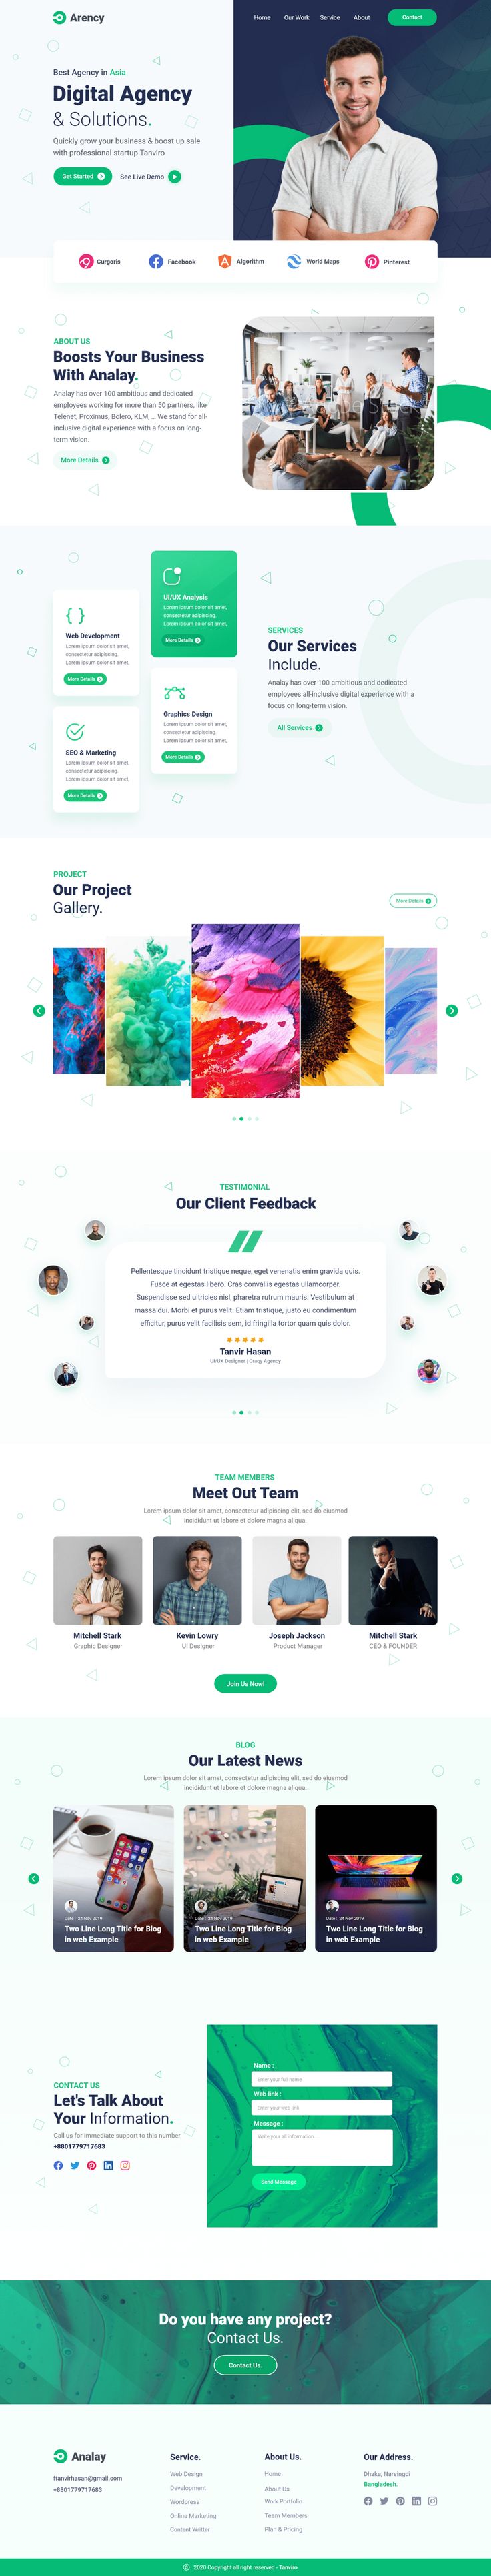 Arency
Home
Our Work
Service
About
Contact
Best Agency in Asia
Digital Agency
& Solutions.
Quickly grow your business & boost up sale
with professional startup Tanviro
Get Started
See Live Demo
Curgoris
Facebook
Algorithm
World Maps
Pinterest
ABOUT US
Boosts Your Business
With Analay.
Analay has over 100 ambitious and dedicated
employees working for more than 50 partners, like
Telenet, Proximus, Bolero, KLM, ... We stand for all-
inclusive digital experience with a focus on long-
term vision.
More Details
UI/UX Analysis
Lorem ipsum dolor sit amet,
consectetur adipiscing.
Lorem ipsum dolor sit amet,
More Details
Web Development
Lorem ipsum dolor sit amet,
consectetur adipiscing.
Lorem ipsum dolor sit amet,
More Details
Graphics Design
Lorem ipsum dolor sit amet,
consectetur adipiscing.
Lorem ipsum dolor sit amet,
More Details
SEO & Marketing
Lorem ipsum dolor sit amet,
consectetur adipiscing.
Lorem ipsum dolor sit amet,
More Details
SERVICES
Our Services
Include.
Analay has over 100 ambitious and dedicated
employees all-inclusive digital experience with a
focus on long-term vision.
All Services
PROJECT
Our Project
Gallery.
More Details
TESTIMONIAL
Our Client Feedback
Pellentesque tincidunt tristique neque, eget venenatis enim gravida quis.
Fusce at egestas libero. Cras convallis egestas ullamcorper.
Suspendisse sed ultricies nisl, pharetra rutrum mauris. Vestibulum at
massa dui. Morbi et purus velit. Etiam tristique, justo eu condimentum
efficitur, purus velit facilisis sem, id fringilla tortor quam quis dolor.
Tanvir Hasan
UI/UX Designer | Craqy Agency
TEAM MEMBERS
Meet Out Team
Lorem ipsum dolor sit amet, consectetur adipiscing elit, sed do eiusmod
incididunt ut labore et dolore magna aliqua.
Mitchell Stark
Graphic Designer
Kevin Lowry
UI Designer
Joseph Jackson
Product Manager
Mitchell Stark
CEO & FOUNDER
Join Us Now!
BLOG
Our Latest News
Lorem ipsum dolor sit amet, consectetur adipiscing elit, sed do eiusmod
incididunt ut labore et dolore magna aliqua.
Date : 24 Nov 2019
Two Line Long Title for Blog
in web Example
Date : 24 Nov 2019
Two Line Long Title for Blog
in web Example
Date : 24 Nov 2019
Two Line Long Title for Blog
in web Example
CONTACT US
Let's Talk About
Your Information.
Call us for immediate support to this number
+8801779717683
Name :
Enter your full name
Web link :
Enter your web link
Message :
Write your all information ....
Send Message
Do you have any project?
Contact Us.
Contact Us.
Analay
ftanvirhasan@gmail.com
+8801779717683
Service.
Web Design
Development
Wordpress
Online Marketing
Content Writter
About Us.
Home
About Us
Work Portfolio
Team Members
Plan & Pricing
Our Address.
Dhaka, Narsingdi
Bangladesh.
© 2020 Copyright all right reserved - Tanviro